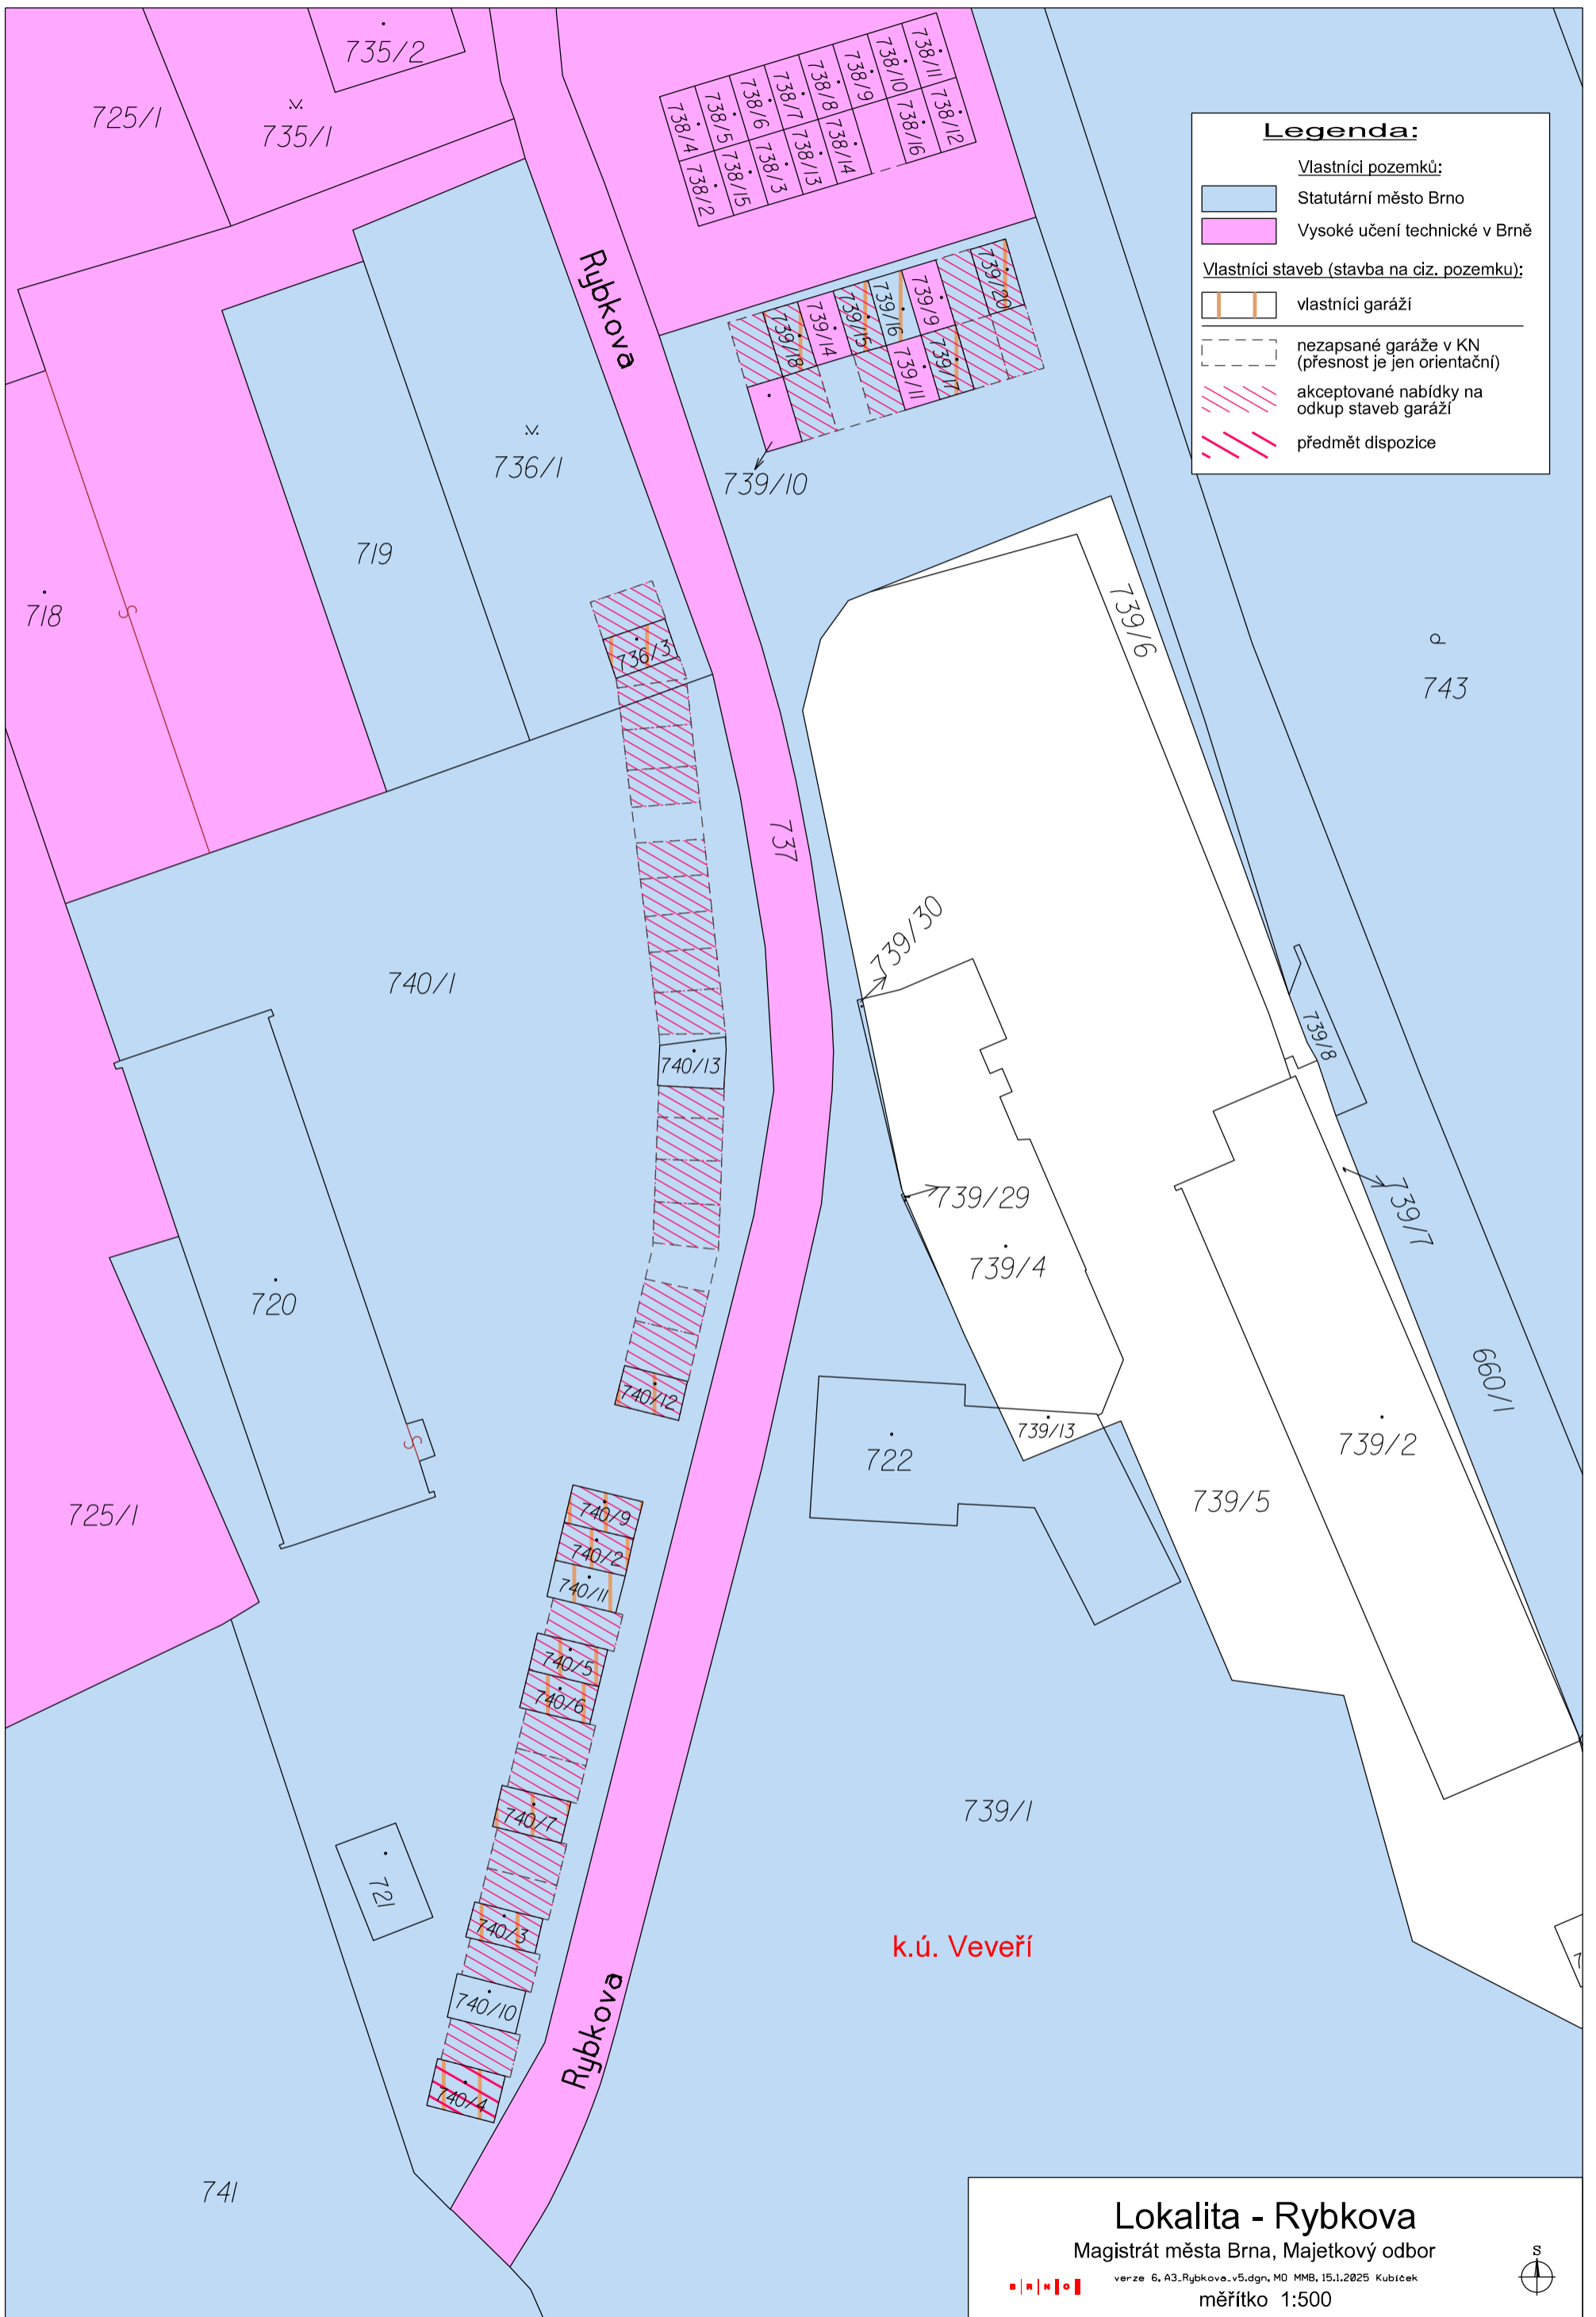 735/2
725/1
735/1
738/4
738/5
738/6
738/7
738/8
738/9
738/10
738/11
738/2
738/15
738/3
738/13
738/14
738/16
738/12
Legenda:
Vlastníci pozemků:
Statutární město Brno
Vysoké učení technické v Brně
Vlastníci staveb (stavba na ciz. pozemku):
vlastníci garáží
nezapsané garáže v KN
(přesnost je jen orientační)
akceptované nabídky na
odkup staveb garáží
předmět dispozice
Rybkova
739/18
739/14
739/15
739/16
739/9
739/20
739/11
739/17
739/10
736/1
719
718
S
736/3
739/6
743
737
739/30
740/1
740/13
739/8
739/29
739/7
739/4
720
660/1
740/12
739/13
722
739/2
S
739/5
725/1
740/9
740/2
740/11
740/5
740/6
740/7
739/1
721
740/3
k.ú. Veveří
740/10
Rybkova
740/4
741
7
Lokalita - Rybkova
Magistrát města Brna, Majetkový odbor
verze 6, A3_Rybkova_v5.dgn, MO MMB, 15.1.2025 Kubíček
měřítko 1:500
B R N O
S